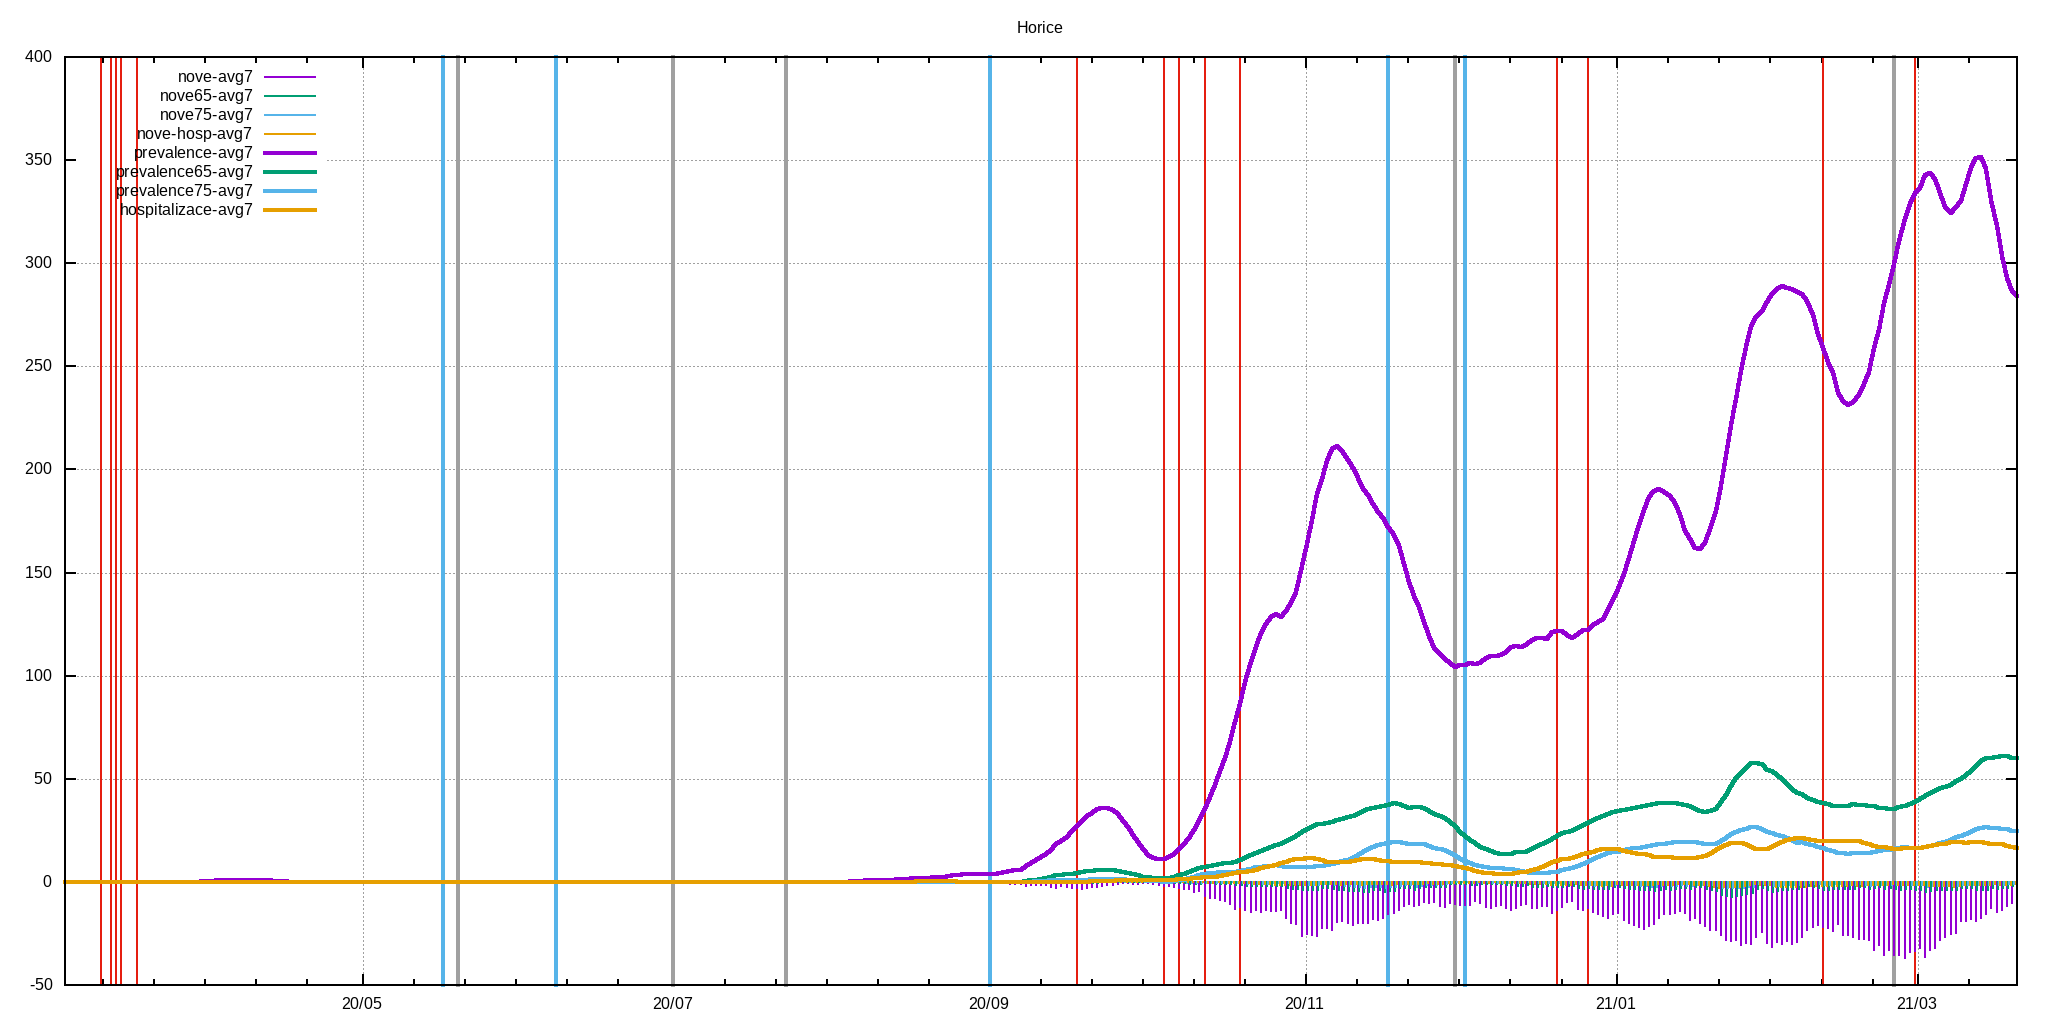 Horice
400
350
300
250
200
150
100
50
0
-50
nove-avg7
nove65-avg7
nove75-avg7
nove-hosp-avg7
prevalence-avg7
prevalence65-avg7
prevalence75-avg7
hospitalizace-avg7
20/05
20/07
20/09
20/11
21/01
21/03